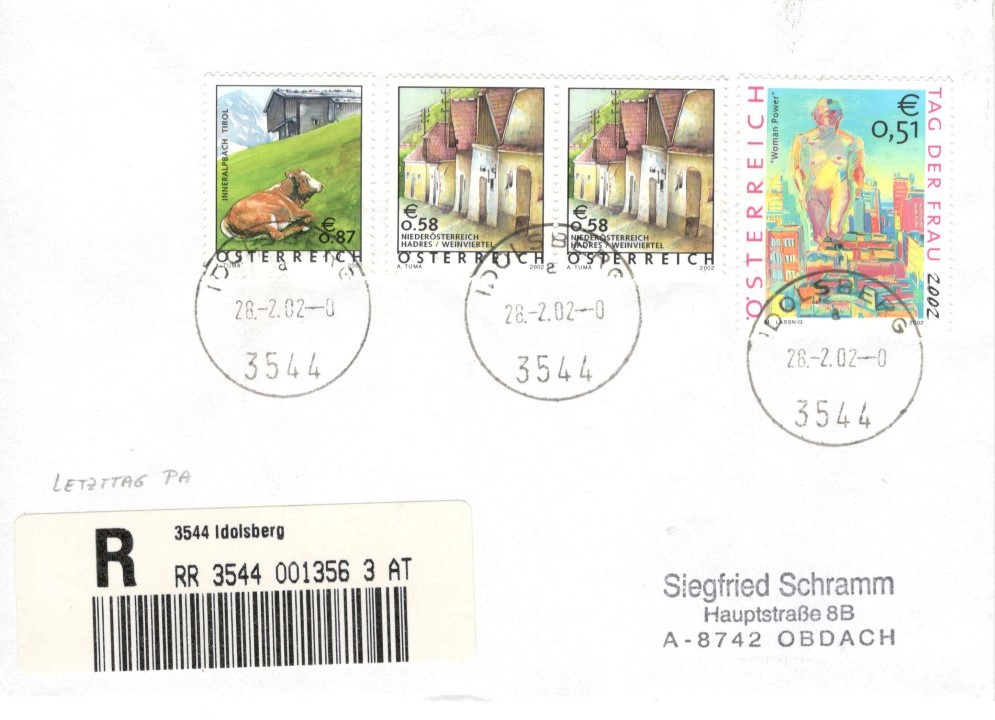 INNERALPBACH TIROL
€
0.87
ÖSTERREICH
A. TUMA
€
0.58
NIEDERÖSTERREICH
HADRES / WEINVIERTEL
ÖSTERREICH
A. TUMA 2002
€
0.58
NIEDERÖSTERREICH
HADRES / WEINVIERTEL
ÖSTERREICH
A. TUMA 2002
ÖSTERREICH
"Woman Power"
€
0,51
TAG DER FRAU 2002
M. LASSNIG 2002
IDOLSBERG
a
28.-2.02--0
3544
IDOLSBERG
a
28.-2.02--0
3544
IDOLSBERG
a
28.-2.02--0
3544
LETZTTAG PA
R
3544 Idolsberg
RR 3544 001356 3 AT
Siegfried Schramm
Hauptstraße 8B
A-8742 OBDACH